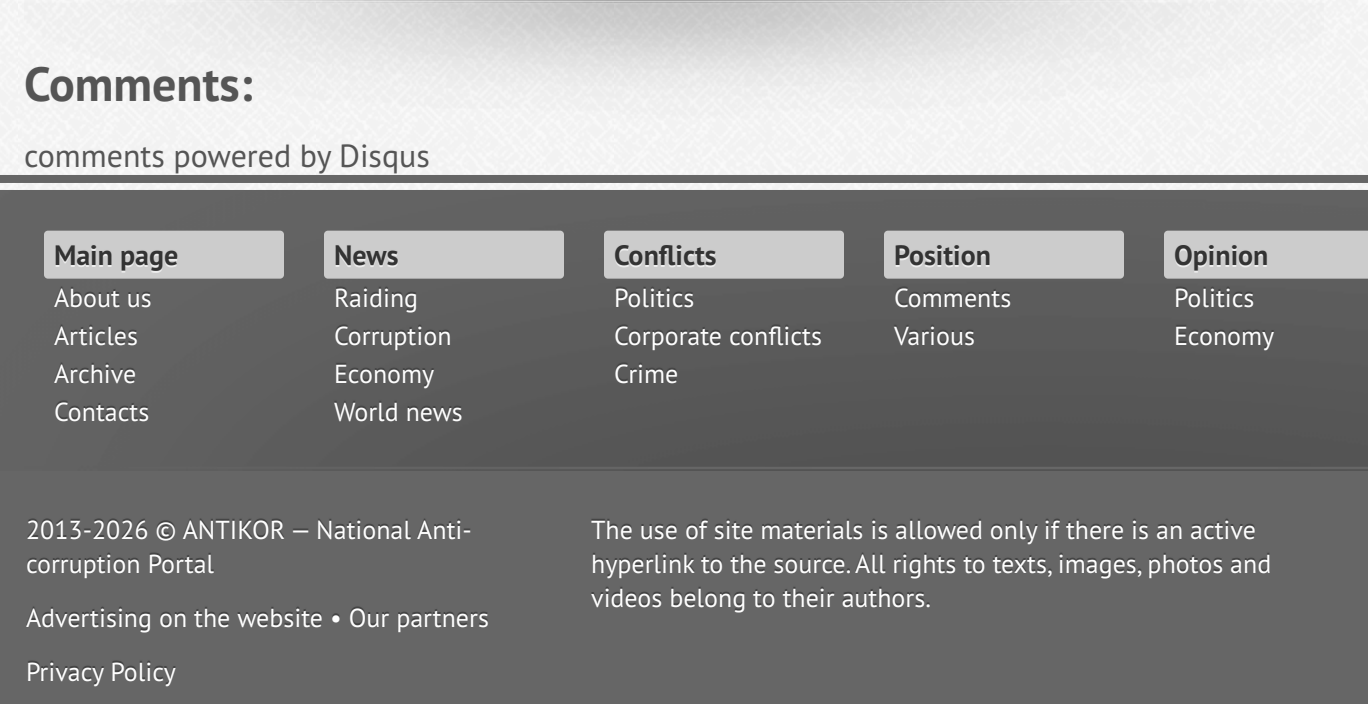 Comments:
comments powered by Disqus
Main page
About us
Articles
Archive
Contacts
News
Raiding
Corruption
Economy
World news
Conflicts
Politics
Corporate conflicts
Crime
Position
Comments
Various
Opinion
Politics
Economy
2013-2026 © ANTIKOR — National Anti-
corruption Portal
Advertising on the website • Our partners
Privacy Policy
The use of site materials is allowed only if there is an active
hyperlink to the source. All rights to texts, images, photos and
videos belong to their authors.